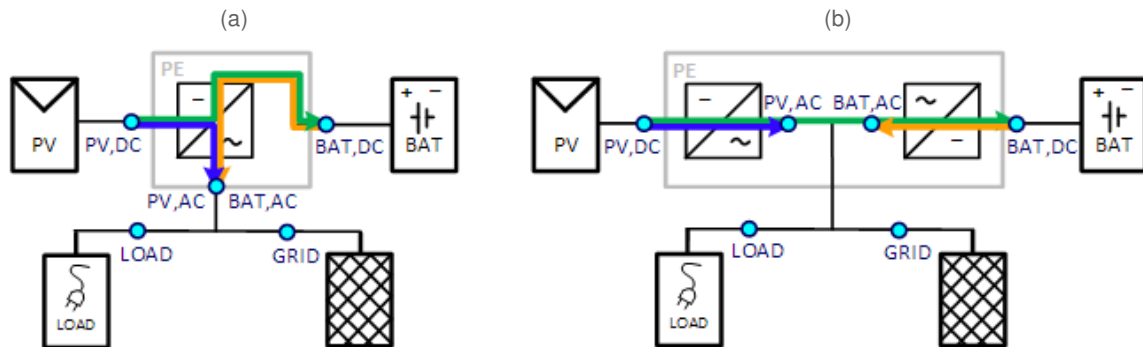 (a)
(b)
PE
PV
PV,DC
BAT,DC
+ −
BAT
−
~
PV,AC
BAT,AC
LOAD
GRID
LOAD
PE
PV,AC
BAT,AC
−
~
~
−
PV
PV,DC
BAT,DC
+ −
BAT
LOAD
GRID
LOAD